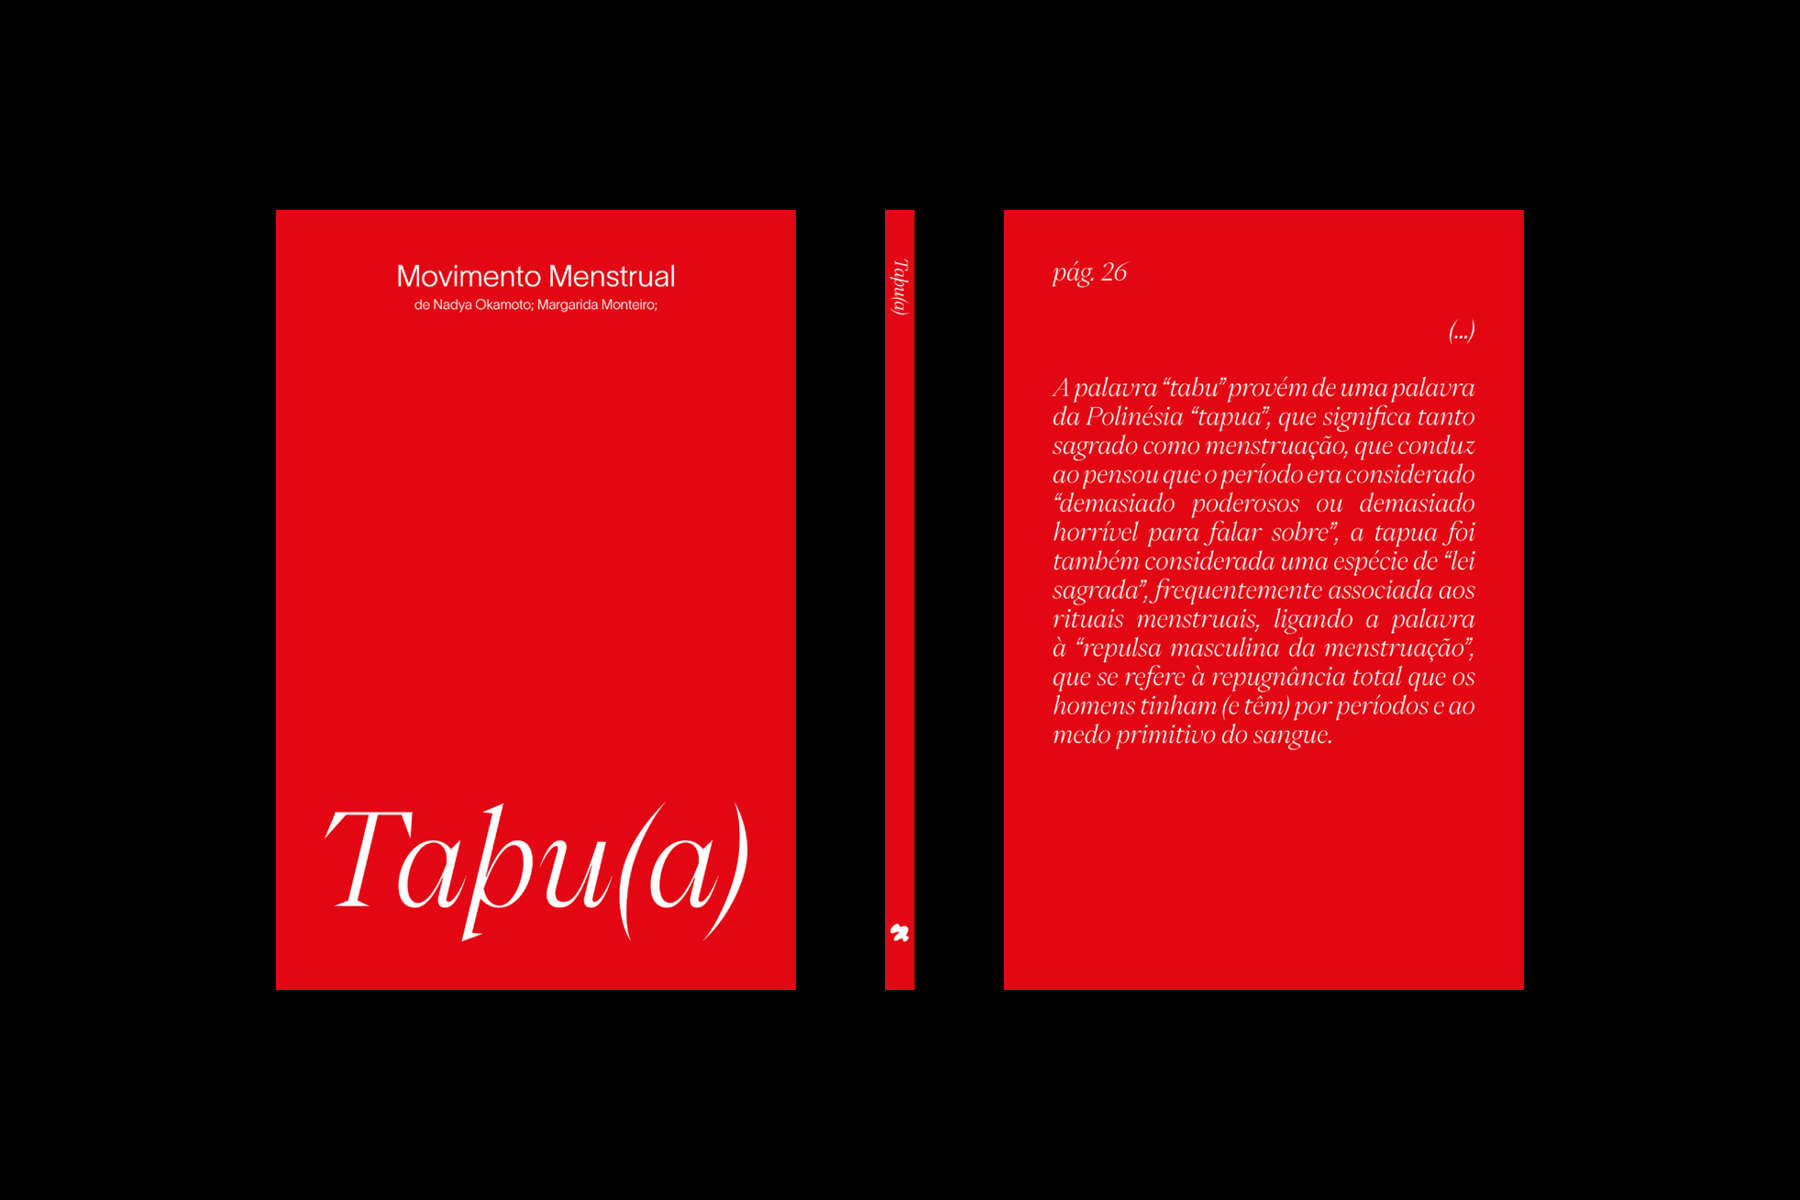 Movimento Menstrual
de Nadya Okamoto; Margarida Monteiro;
Tapu(a)
Tapu(a)
pág. 26
(...)
A palavra “tabu” provém de uma palavra
da Polinésia “tapua”, que significa tanto
sagrado como menstruação, que conduz
ao pensou que o período era considerado
“demasiado poderosos ou demasiado
horrível para falar sobre”, a tapua foi
também considerada uma espécie de “lei
sagrada”, frequentemente associada aos
rituais menstruais, ligando a palavra
à “repulsa masculina da menstruação”,
que se refere à repugnância total que os
homens tinham (e têm) por períodos e ao
medo primitivo do sangue.